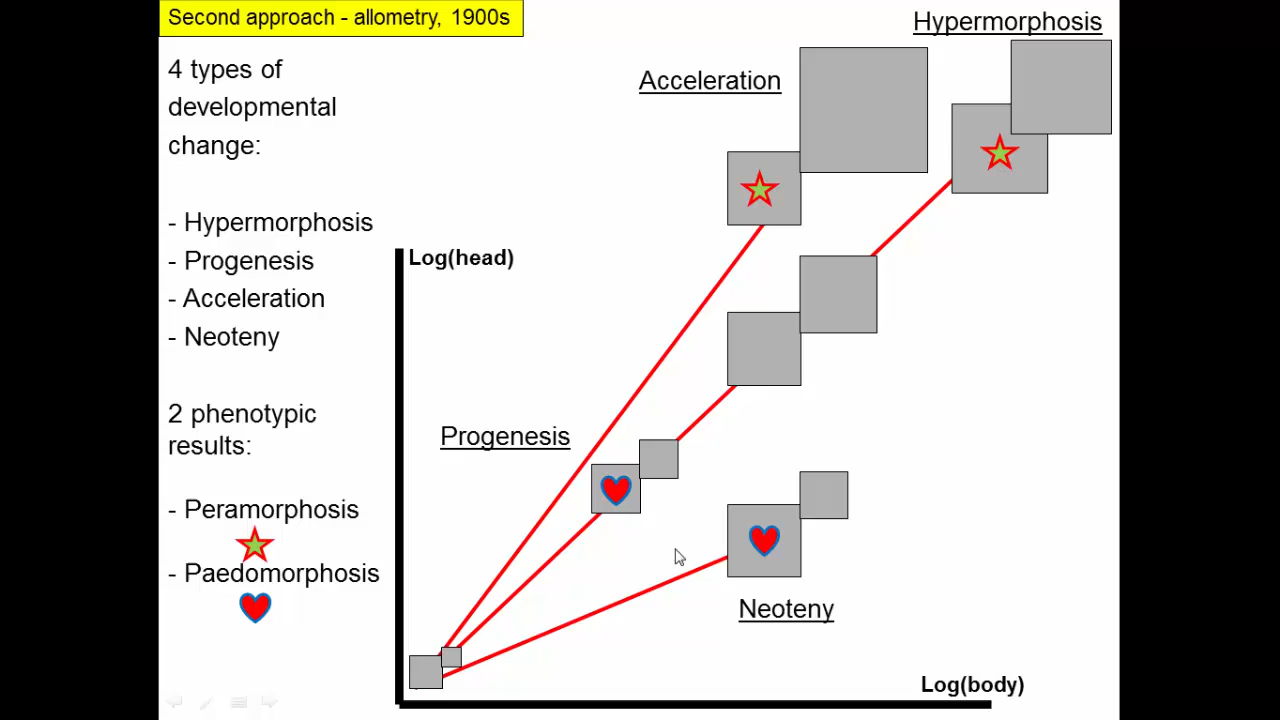 Second approach - allometry, 1900s
4 types of
developmental
change:
- Hypermorphosis
- Progenesis
- Acceleration
- Neoteny
2 phenotypic
results:
- Peramorphosis
- Paedomorphosis
Hypermorphosis
Acceleration
Log(head)
Progenesis
Neoteny
Log(body)